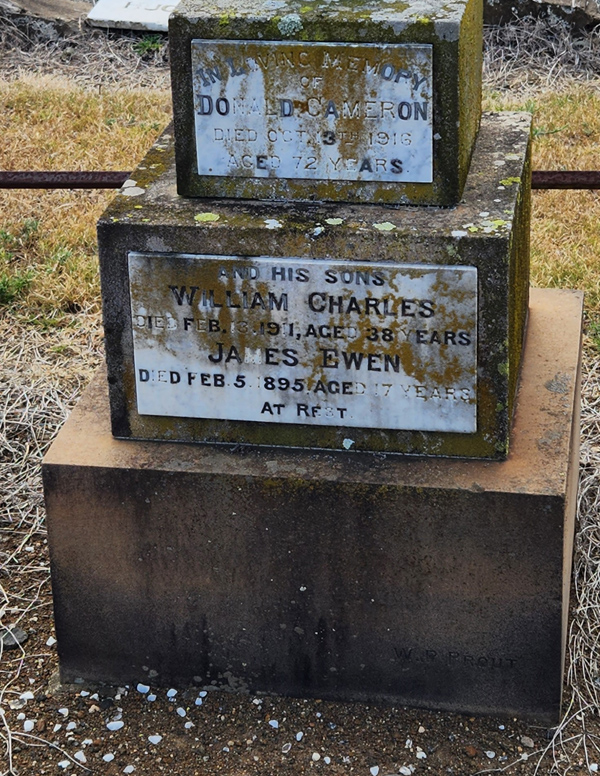 IN LOVING MEMORY
OF
DONALD CAMERON
DIED OCT. 13TH 1916
AGED 72 YEARS.
AND HIS SONS
WILLIAM CHARLES
DIED FEB. 13. 1911, AGED 38 YEARS
JAMES EWEN
DIED FEB. 5. 1895, AGED 17 YEARS
AT REST.
PROUT